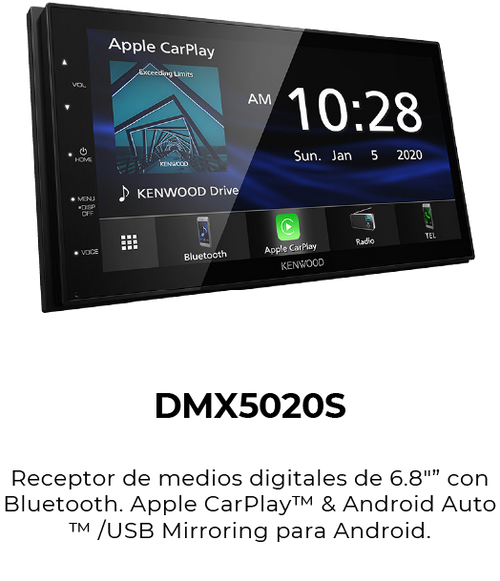 Apple CarPlay
Exceeding Limits
KENWOOD
AM 10:28
Sun. Jan 5 2020
KENWOOD Drive
VOL
HOME
MENU
DISP
OFF
VOICE
Bluetooth
Apple CarPlay
Radio
TEL
KENWOOD
DMX5020S
Receptor de medios digitales de 6.8"” con
Bluetooth. Apple CarPlay™ & Android Auto
™ /USB Mirroring para Android.